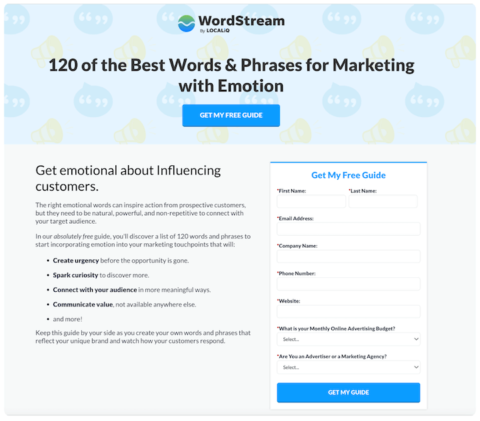 WordStream
By LOCALiQ
120 of the Best Words & Phrases for Marketing
with Emotion
GET MY FREE GUIDE
Get emotional about Influencing
customers.
The right emotional words can inspire action from prospective customers,
but they need to be natural, powerful, and non-repetitive to connect with
your target audience.
In our absolutely free guide, you'll discover a list of 120 words and phrases to
start incorporating emotion into your marketing touchpoints that will:
• Create urgency before the opportunity is gone.
• Spark curiosity to discover more.
• Connect with your audience in more meaningful ways.
• Communicate value, not available anywhere else.
• and more!
Keep this guide by your side as you create your own words and phrases that
reflect your unique brand and watch how your customers respond.
Get My Free Guide
*First Name: *Last Name:
*Email Address:
*Company Name:
*Phone Number:
*Website:
*What is your Monthly Online Advertising Budget?
Select...
*Are You an Advertiser or a Marketing Agency?
Select...
GET MY GUIDE